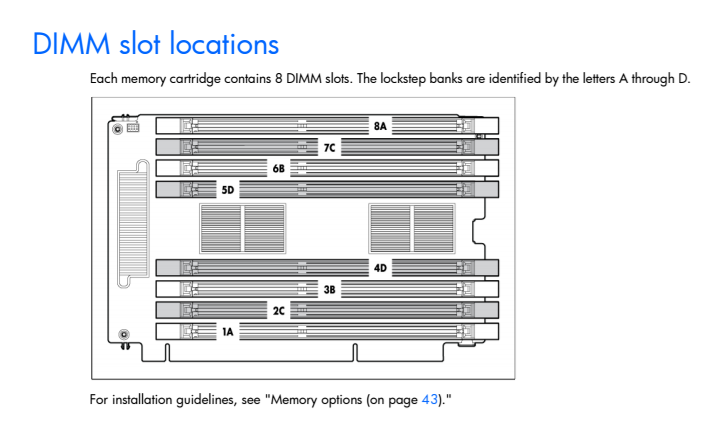 DIMM slot locations
Each memory cartridge contains 8 DIMM slots. The lockstep banks are identified by the letters A through D.
8A
7C
6B
5D
4D
3B
2C
1A
For installation guidelines, see "Memory options (on page 43)."